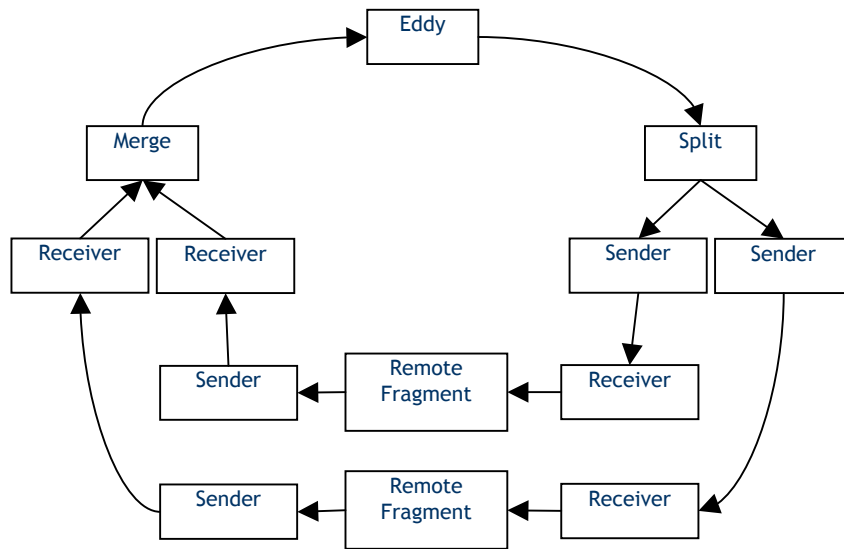 Eddy
Merge
Split
Receiver
Receiver
Sender
Sender
Sender
Remote
Fragment
Receiver
Sender
Remote
Fragment
Receiver